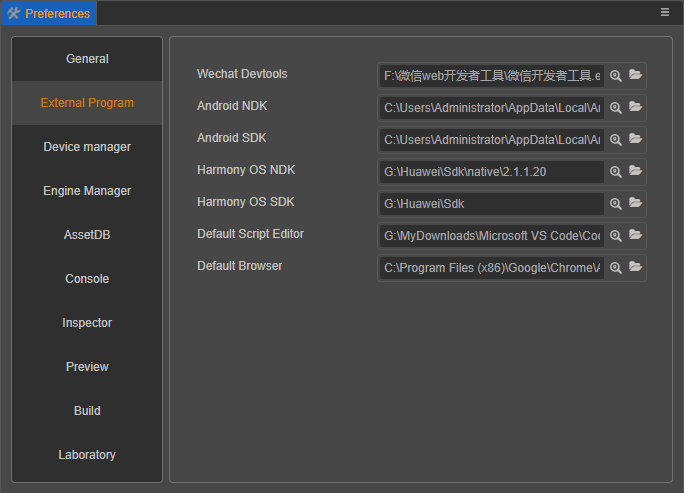 Preferences
General
External Program
Device manager
Engine Manager
AssetDB
Console
Inspector
Preview
Build
Laboratory
Wechat Devtools F:\微信web开发者工具\微信开发者工具.e
Android NDK C:\Users\Administrator\AppData\Local\Ar
Android SDK C:\Users\Administrator\AppData\Local\Ar
Harmony OS NDK G:\Huawei\Sdk\native\2.1.1.20
Harmony OS SDK G:\Huawei\Sdk
Default Script Editor G:\MyDownloads\Microsoft VS Code\Coc
Default Browser C:\Program Files (x86)\Google\Chrome\A